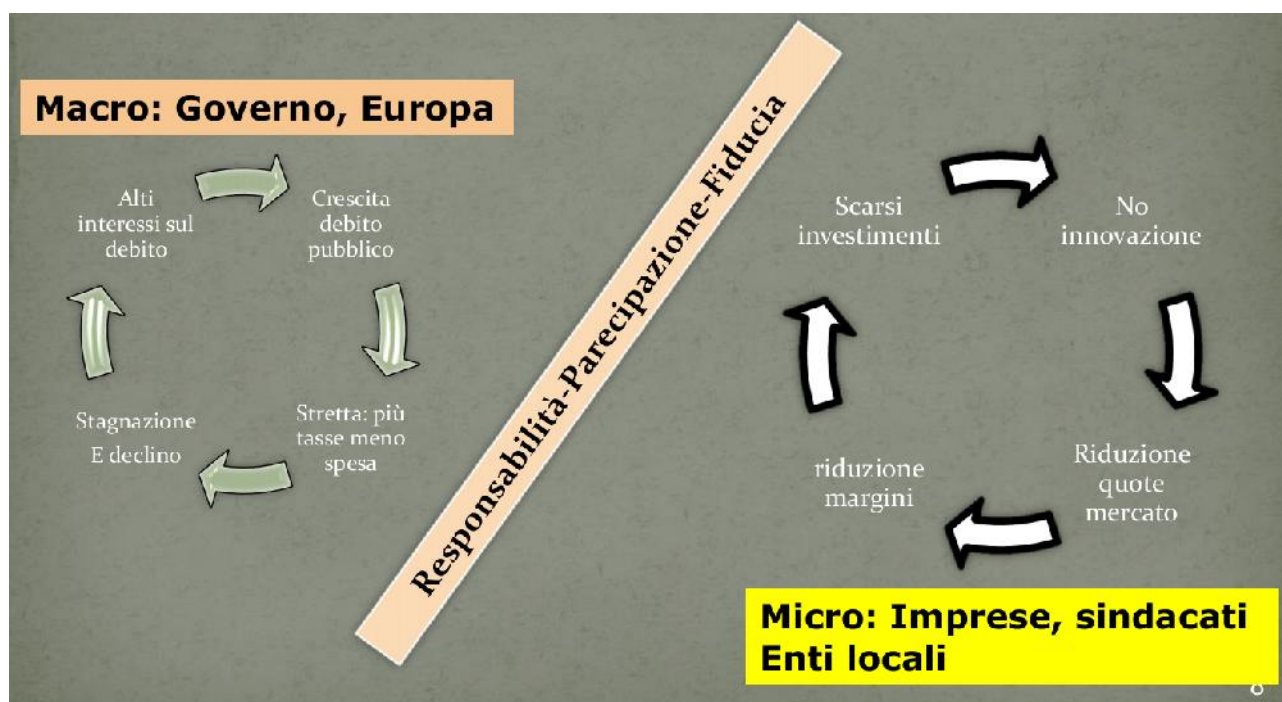 Macro: Governo, Europa
Alti
interessi sul
debito
Crescita
debito
pubblico
Stretta: più
tasse meno
spesa
Stagnazione
E declino
Responsabilità-Parecipazione-Fiducia
Scarsi
investimenti
No
innovazione
Riduzione
quote
mercato
riduzione
margini
Micro: Imprese, sindacati
Enti locali